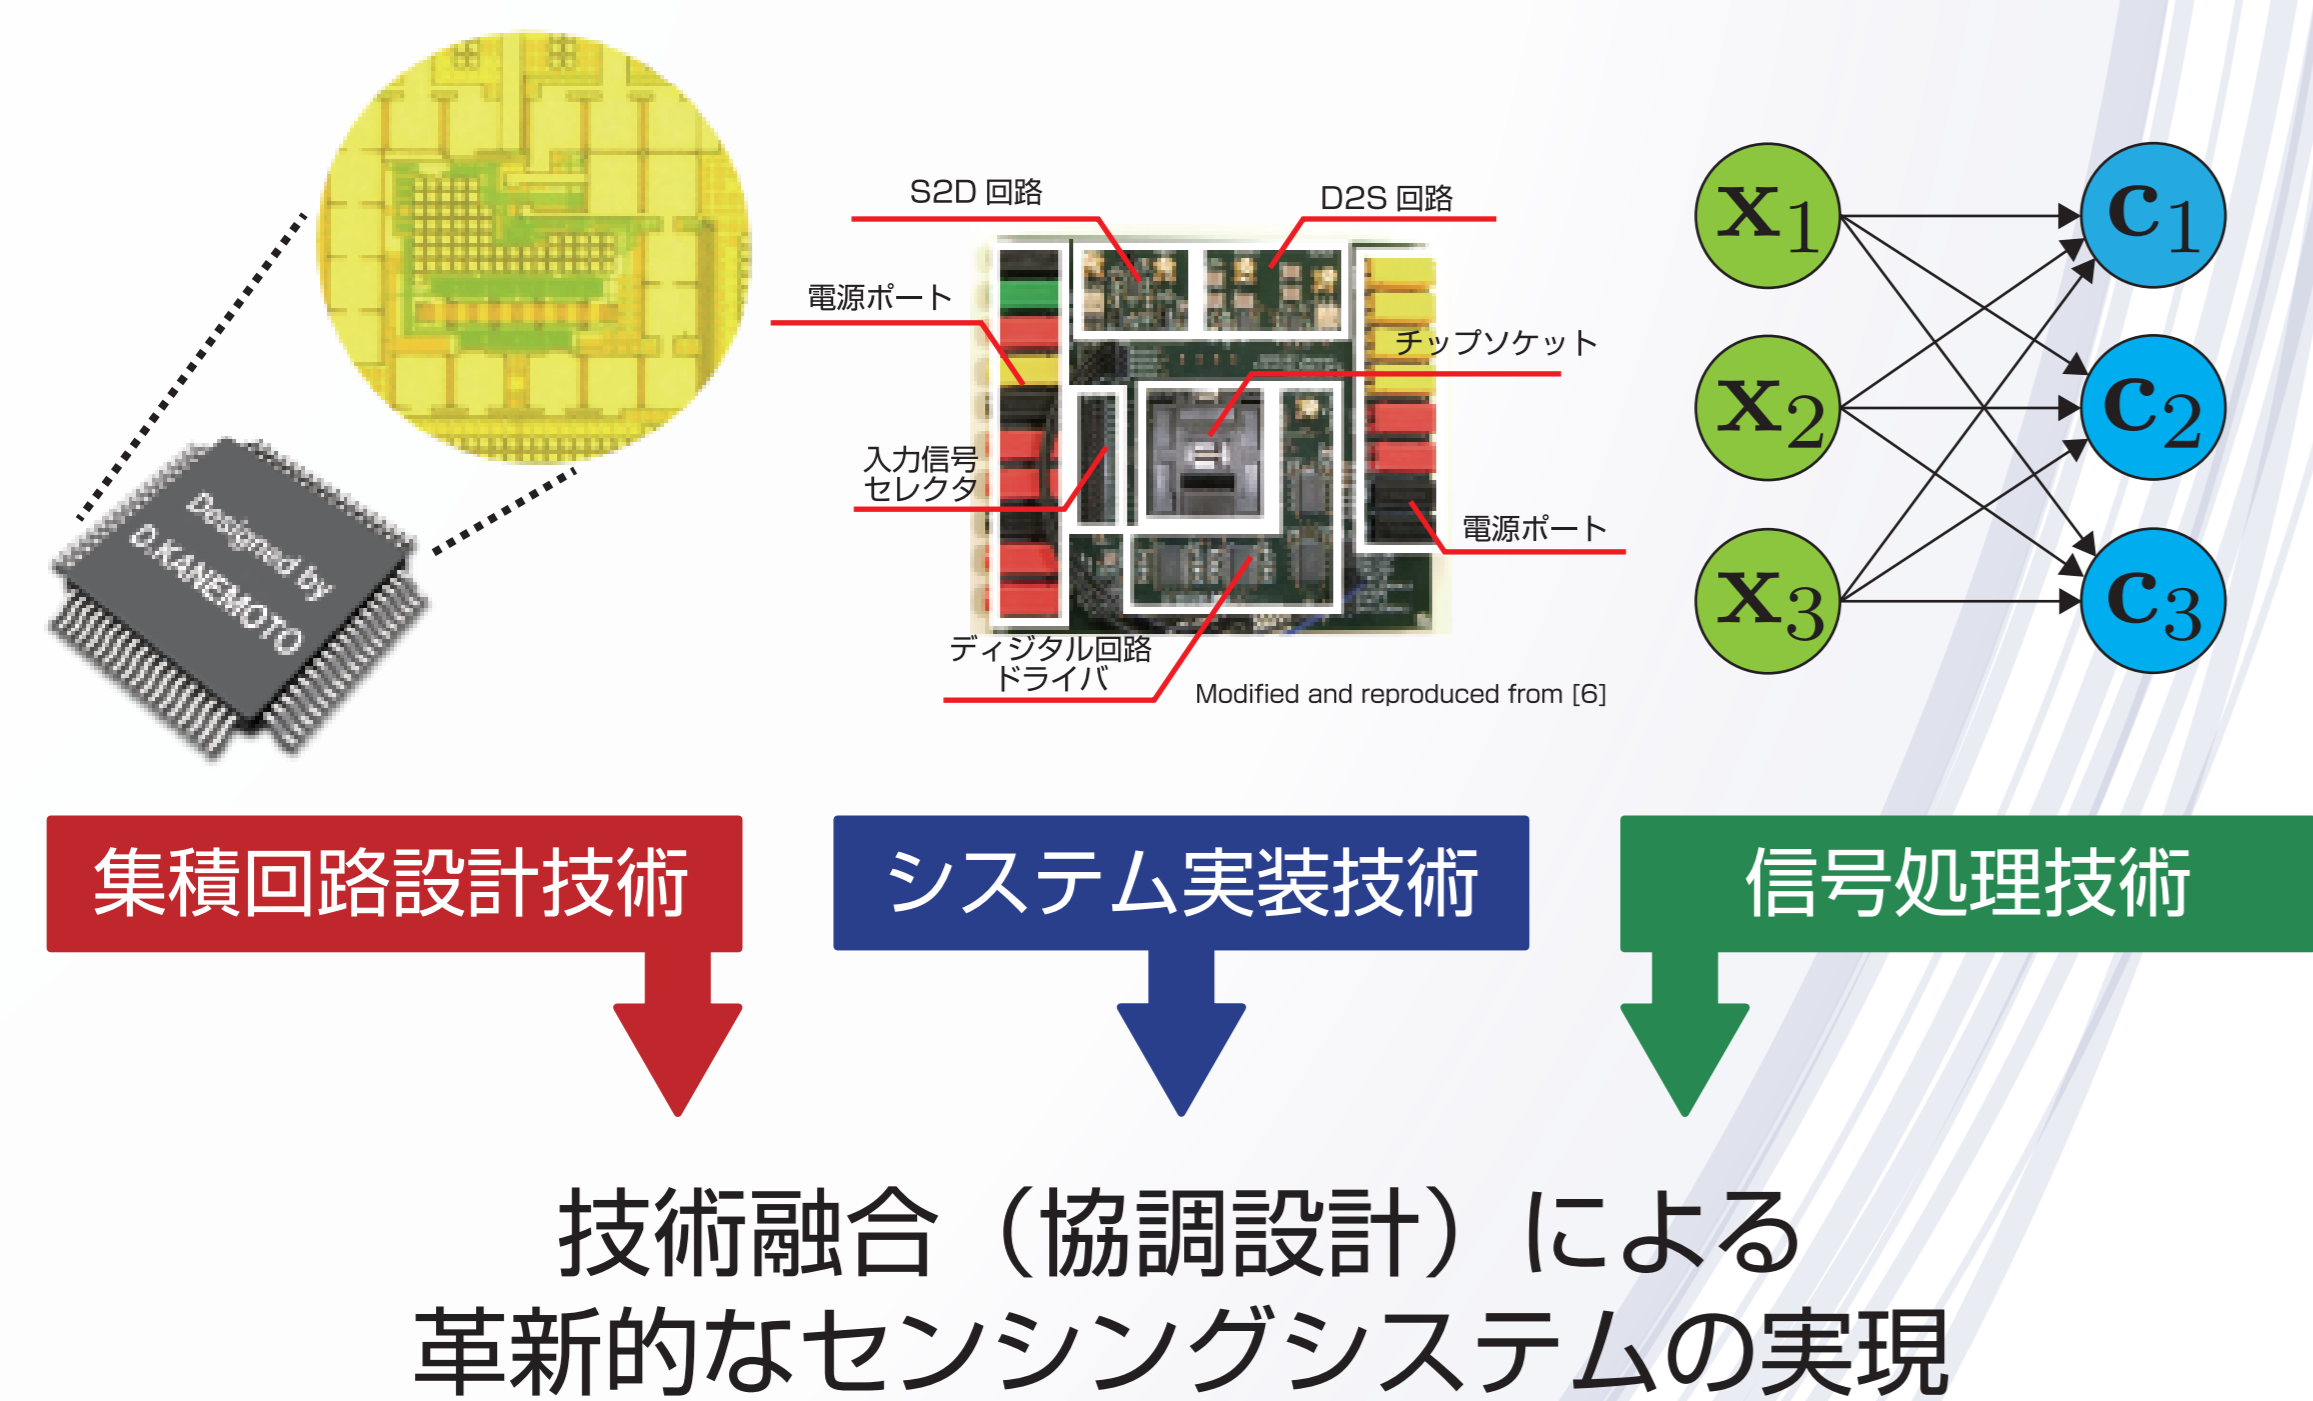 Designed by
D.KANEMOTO
S2D 回路
D2S 回路
電源ポート
チップソケット
入力信号
セレクタ
電源ポート
ディジタル回路
ドライバ
Modified and reproduced from [6]
x1
c1
x2
c2
x3
c3
集積回路設計技術
システム実装技術
信号処理技術
技術融合（協調設計）による
革新的なセンシングシステムの実現